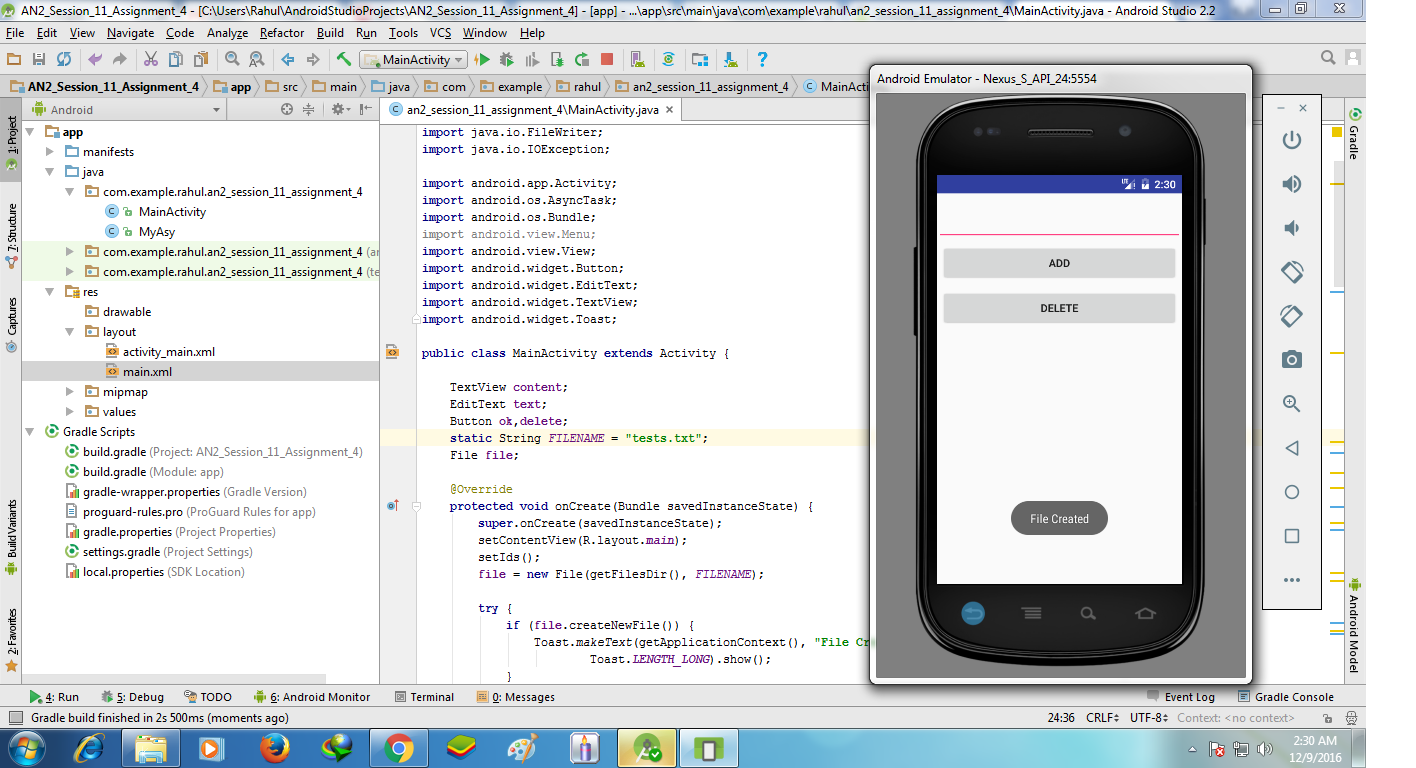 AN2_Session_11_Assignment_4 - [C:\Users\Rahul\AndroidStudioProjects\AN2_Session_11_Assignment_4] - [app] - ...\app\src\main\java\com\example\rahul\an2_session_11_assignment_4\MainActivity.java - Android Studio 2.2
File Edit View Navigate Code Analyze Refactor Build Run Tools VCS Window Help
MainActivity
AN2_Session_11_Assignment_4 app src main java com example rahul an2_session_11_assignment_4 MainActi
Android
an2_session_11_assignment_4\MainActivity.java
1: Project
7: Structure
Captures
Build Variants
2: Favorites
app
manifests
java
com.example.rahul.an2_session_11_assignment_4
MainActivity
MyAsy
com.example.rahul.an2_session_11_assignment_4 (ar
com.example.rahul.an2_session_11_assignment_4 (te
res
drawable
layout
activity_main.xml
main.xml
mipmap
values
Gradle Scripts
build.gradle (Project: AN2_Session_11_Assignment_4)
build.gradle (Module: app)
gradle-wrapper.properties (Gradle Version)
proguard-rules.pro (ProGuard Rules for app)
gradle.properties (Project Properties)
settings.gradle (Project Settings)
local.properties (SDK Location)
import java.io.FileWriter;
import java.io.IOException;
import android.app.Activity;
import android.os.AsyncTask;
import android.os.Bundle;
import android.view.Menu;
import android.view.View;
import android.widget.Button;
import android.widget.EditText;
import android.widget.TextView;
import android.widget.Toast;
public class MainActivity extends Activity {
TextView content;
EditText text;
Button ok,delete;
static String FILENAME = "tests.txt";
File file;
@Override
protected void onCreate(Bundle savedInstanceState) {
super.onCreate(savedInstanceState);
setContentView(R.layout.main);
setIds();
file = new File(getFilesDir(), FILENAME);
try {
if (file.createNewFile()) {
Toast.makeText(getApplicationContext(), "File Cr
Toast.LENGTH_LONG).show();
}
Android Emulator - Nexus_S_API_24:5554
LTE 2:30
ADD
DELETE
File Created
Gradle
Android Model
4: Run 5: Debug TODO 6: Android Monitor Terminal 0: Messages Event Log Gradle Console
Gradle build finished in 2s 500ms (moments ago) 24:36 CRLF UTF-8 Context: <no context>
2:30 AM
12/9/2016